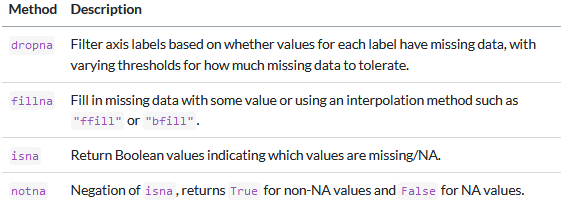 Method Description
dropna Filter axis labels based on whether values for each label have missing data, with
varying thresholds for how much missing data to tolerate.
fillna Fill in missing data with some value or using an interpolation method such as
"ffill" or "bfill".
isna Return Boolean values indicating which values are missing/NA.
notna Negation of isna, returns True for non-NA values and False for NA values.